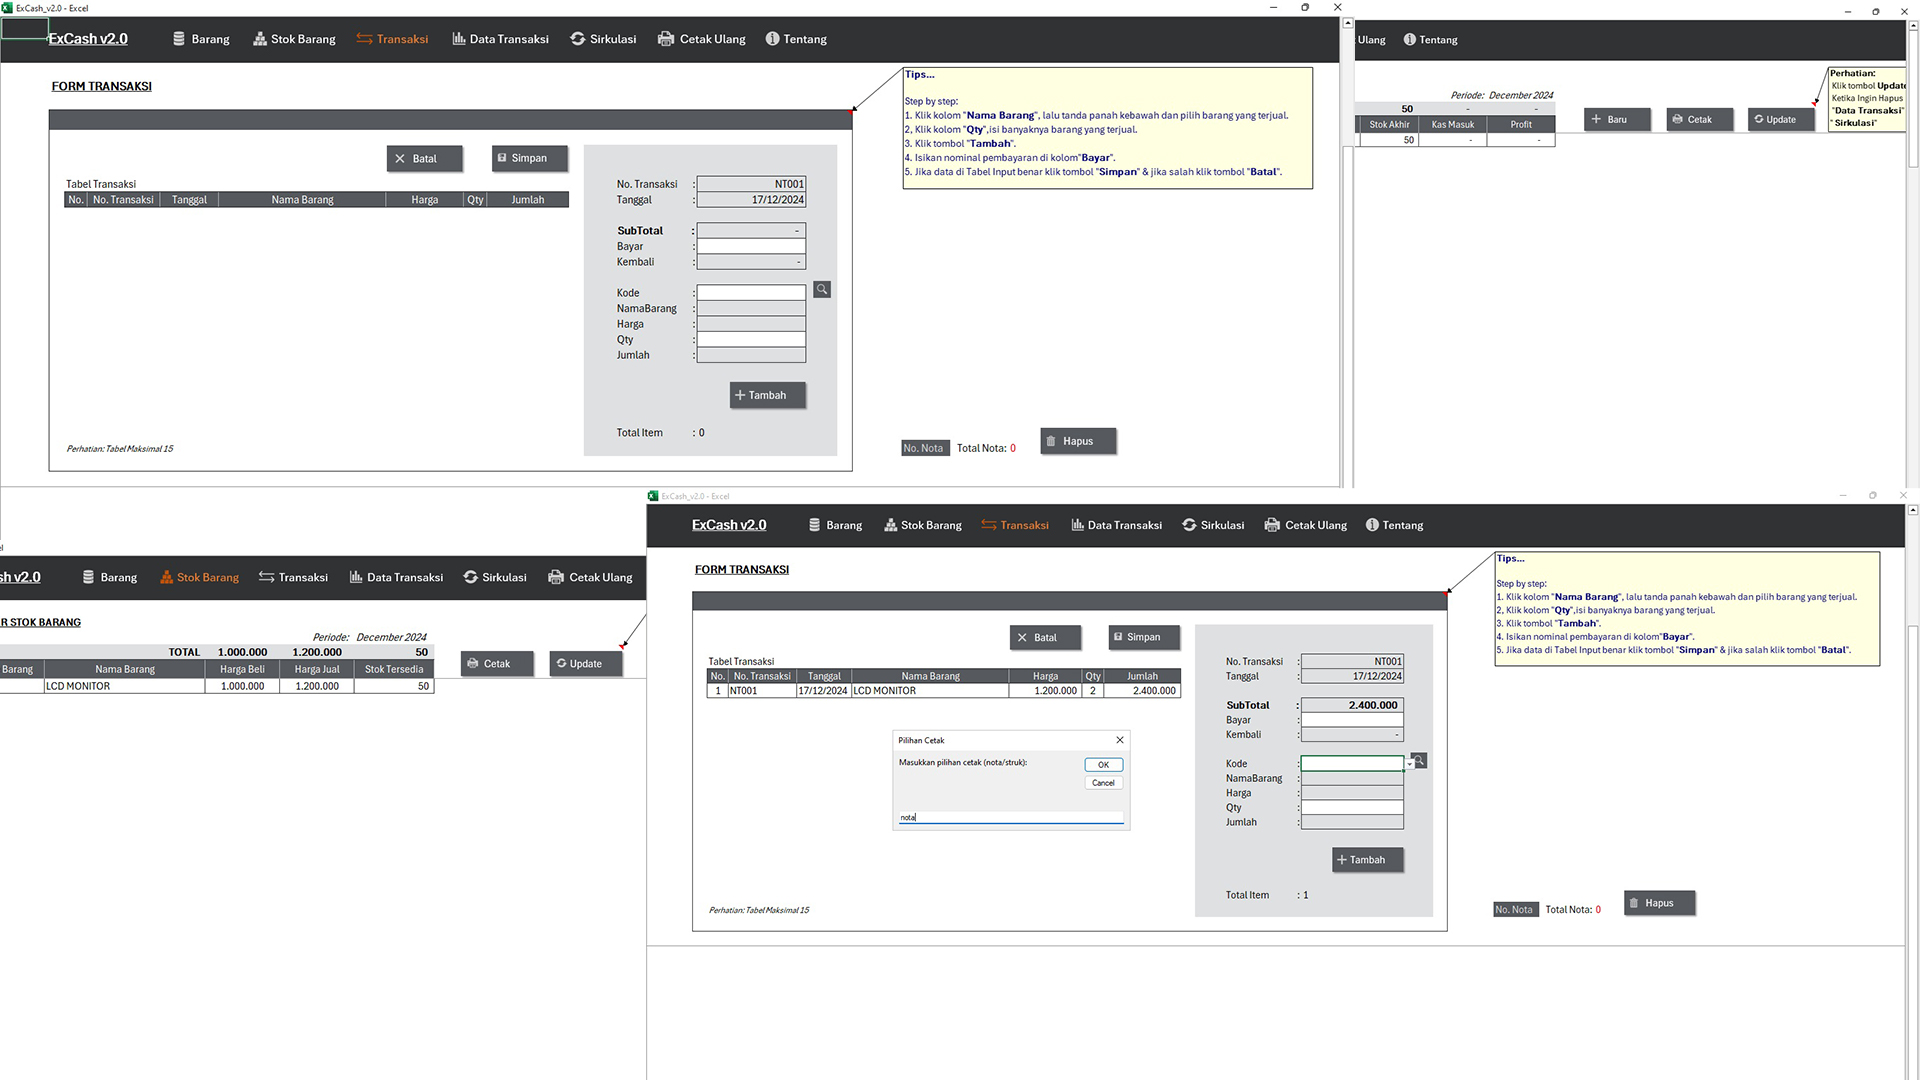 ExCash_v2.0 - Excel
ExCash v2.0 Barang Stok Barang Transaksi Data Transaksi Sirkulasi Cetak Ulang Tentang
FORM TRANSAKSI
Batal Simpan
Tabel Transaksi
No. No. Transaksi Tanggal Nama Barang Harga Qty Jumlah
No. Transaksi : NT001
Tanggal : 17/12/2024
SubTotal : -
Bayar :
Kembali : -
Kode :
NamaBarang :
Harga :
Qty :
Jumlah :
Tambah
Total Item : 0
Perhatian: Tabel Maksimal 15
Tips...
Step by step:
1. Klik kolom "Nama Barang", lalu tanda panah kebawah dan pilih barang yang terjual.
2, Klik kolom "Qty",isi banyaknya barang yang terjual.
3. Klik tombol "Tambah".
4. Isikan nominal pembayaran di kolom"Bayar".
5. Jika data di Tabel Input benar klik tombol "Simpan" & jika salah klik tombol "Batal".
No. Nota Total Nota: 0 Hapus
Ulang Tentang
Periode: December 2024
50 - -
Stok Akhir Kas Masuk Profit
50 - -
Baru Cetak Update
Perhatian:
Klik tombol Update
Ketika Ingin Hapus
"Data Transaksi"
"Sirkulasi"
el
sh v2.0 Barang Stok Barang Transaksi Data Transaksi Sirkulasi Cetak Ulang
R STOK BARANG
Periode: December 2024
TOTAL 1.000.000 1.200.000 50
Barang Nama Barang Harga Beli Harga Jual Stok Tersedia
LCD MONITOR 1.000.000 1.200.000 50
Cetak Update
ExCash_v2.0 - Excel
ExCash v2.0 Barang Stok Barang Transaksi Data Transaksi Sirkulasi Cetak Ulang Tentang
FORM TRANSAKSI
Batal Simpan
Tabel Transaksi
No. No. Transaksi Tanggal Nama Barang Harga Qty Jumlah
1 NT001 17/12/2024 LCD MONITOR 1.200.000 2 2.400.000
Pilihan Cetak
Masukkan pilihan cetak (nota/struk):
OK
Cancel
nota
No. Transaksi : NT001
Tanggal : 17/12/2024
SubTotal : 2.400.000
Bayar :
Kembali : -
Kode :
NamaBarang :
Harga :
Qty :
Jumlah :
Tambah
Total Item : 1
Perhatian: Tabel Maksimal 15
Tips...
Step by step:
1. Klik kolom "Nama Barang", lalu tanda panah kebawah dan pilih barang yang terjual.
2, Klik kolom "Qty",isi banyaknya barang yang terjual.
3. Klik tombol "Tambah".
4. Isikan nominal pembayaran di kolom"Bayar".
5. Jika data di Tabel Input benar klik tombol "Simpan" & jika salah klik tombol "Batal".
No. Nota Total Nota: 0 Hapus